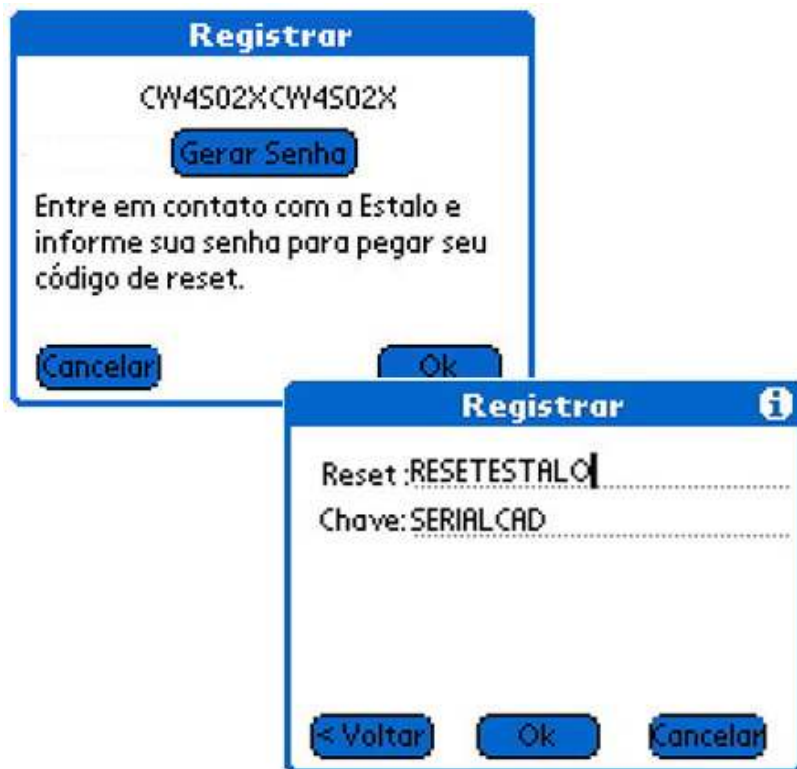 Registrar
CW4S02XCW4S02X
Gerar Senha
Entre em contato com a Estalo e
informe sua senha para pegar seu
código de reset.
Cancelar
Ok
Registrar
Reset :RESETESTALO
Chave:SERIALCAD
< Voltar
Ok
Cancelar